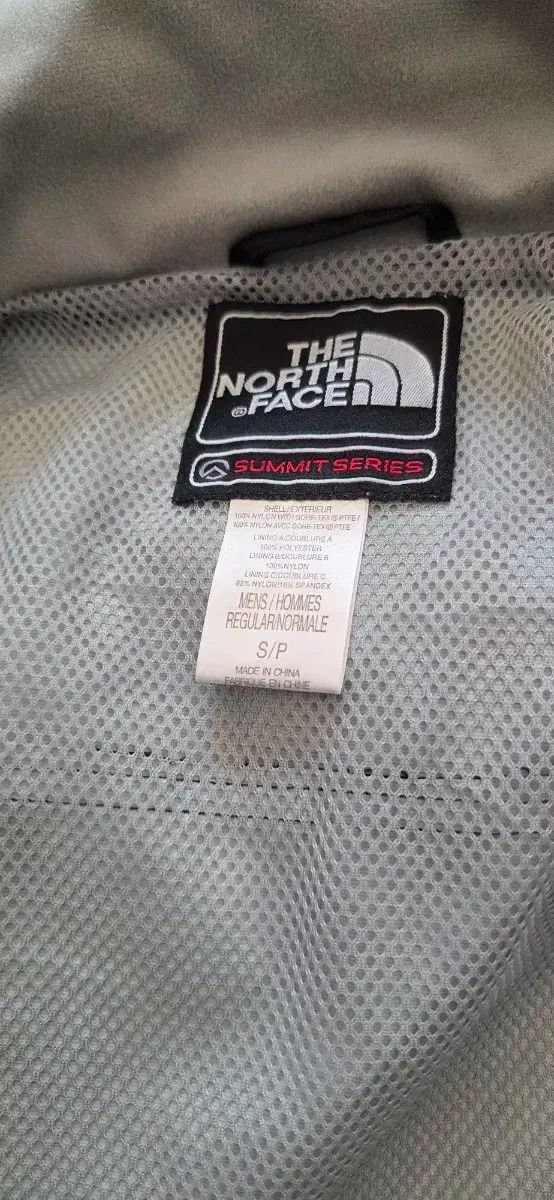 THE
NORTH
FACE
®
SUMMIT SERIES
SHELL/EXTERIEUR
100% NYLON WITH GORE-TEX® PTFE /
100% NYLON AVEC GORE-TEX® PTFE
LINING A/DOUBLURE A
100% POLYESTER
LINING B/DOUBLURE B
100%NYLON
LINING C/DOUBLURE C
82% NYLON/18% SPANDEX
MENS / HOMMES
REGULAR/NORMALE
S/P
MADE IN CHINA
FABRIQUE EN CHINE